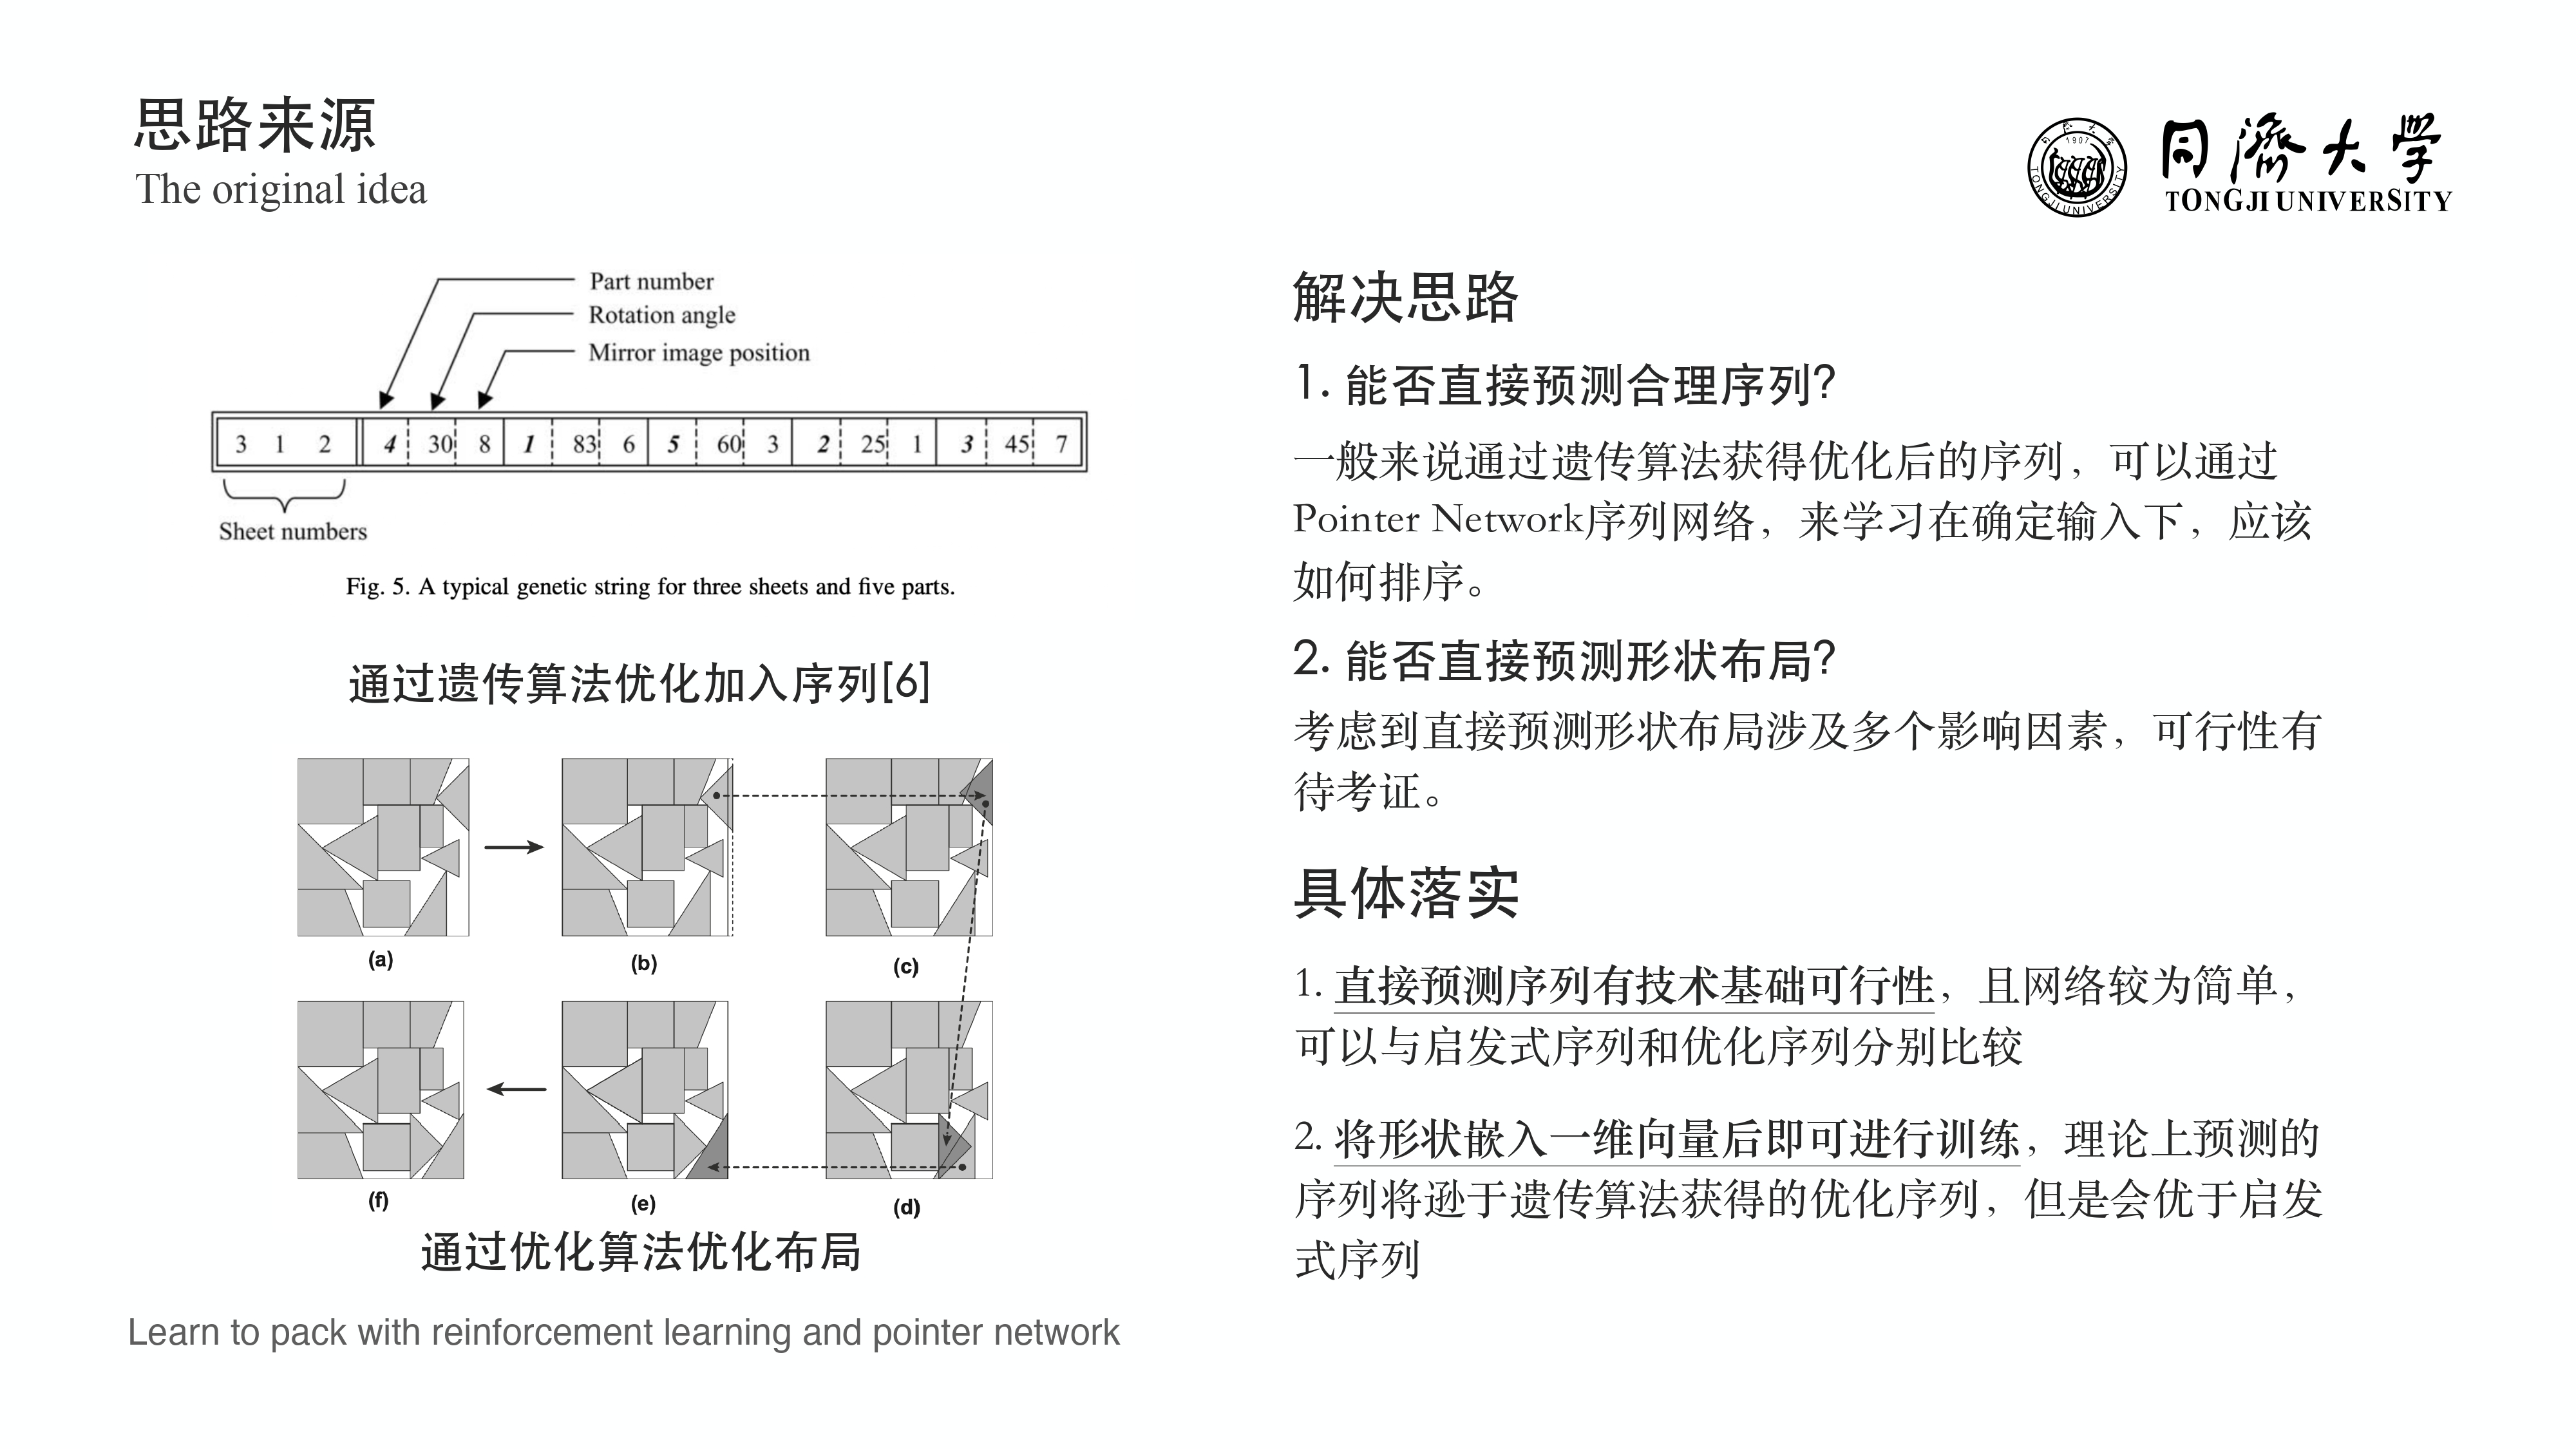 思路来源
The original idea
同濟大学
TONGJI UNIVERSITY
1907
TONGJI UNIVERSITY
Part number
Rotation angle
Mirror image position
3 1 2 4 30 8 1 83 6 5 60 3 2 25 1 3 45 7
Sheet numbers
Fig. 5. A typical genetic string for three sheets and five parts.
通过遗传算法优化加入序列[6]
(a)
(b)
(c)
(f)
(e)
(d)
通过优化算法优化布局
Learn to pack with reinforcement learning and pointer network
解决思路
1. 能否直接预测合理序列?
一般来说通过遗传算法获得优化后的序列，可以通过
Pointer Network序列网络，来学习在确定输入下，应该
如何排序。
2. 能否直接预测形状布局?
考虑到直接预测形状布局涉及多个影响因素，可行性有
待考证。
具体落实
1. 直接预测序列有技术基础可行性，且网络较为简单，
可以与启发式序列和优化序列分别比较
2. 将形状嵌入一维向量后即可进行训练，理论上预测的
序列将逊于遗传算法获得的优化序列，但是会优于启发
式序列